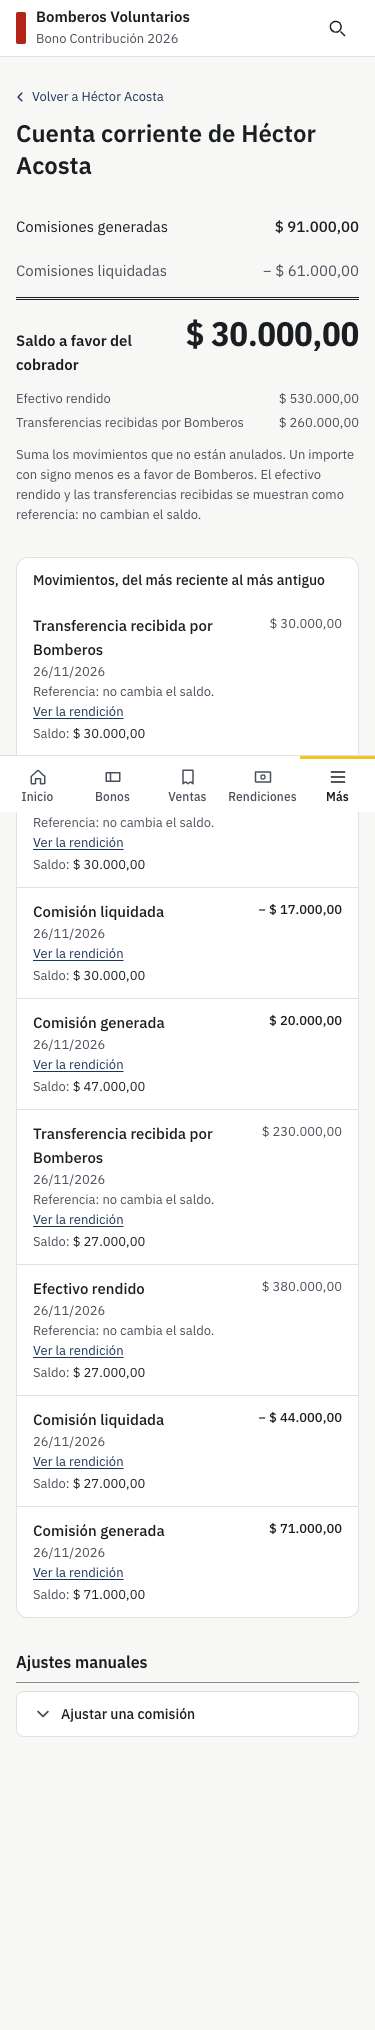 Bomberos Voluntarios
Bono Contribución 2026
Volver a Héctor Acosta
Cuenta corriente de Héctor
Acosta
Comisiones generadas $ 91.000,00
Comisiones liquidadas − $ 61.000,00
Saldo a favor del
cobrador
$ 30.000,00
Efectivo rendido $ 530.000,00
Transferencias recibidas por Bomberos $ 260.000,00
Suma los movimientos que no están anulados. Un importe
con signo menos es a favor de Bomberos. El efectivo
rendido y las transferencias recibidas se muestran como
referencia: no cambian el saldo.
Movimientos, del más reciente al más antiguo
Transferencia recibida por $ 30.000,00
Bomberos
26/11/2026
Referencia: no cambia el saldo.
Ver la rendición
Saldo: $ 30.000,00
Inicio Bonos Ventas Rendiciones Más
Referencia: no cambia el saldo.
Ver la rendición
Saldo: $ 30.000,00
Comisión liquidada − $ 17.000,00
26/11/2026
Ver la rendición
Saldo: $ 30.000,00
Comisión generada $ 20.000,00
26/11/2026
Ver la rendición
Saldo: $ 47.000,00
Transferencia recibida por $ 230.000,00
Bomberos
26/11/2026
Referencia: no cambia el saldo.
Ver la rendición
Saldo: $ 27.000,00
Efectivo rendido $ 380.000,00
26/11/2026
Referencia: no cambia el saldo.
Ver la rendición
Saldo: $ 27.000,00
Comisión liquidada − $ 44.000,00
26/11/2026
Ver la rendición
Saldo: $ 27.000,00
Comisión generada $ 71.000,00
26/11/2026
Ver la rendición
Saldo: $ 71.000,00
Ajustes manuales
Ajustar una comisión